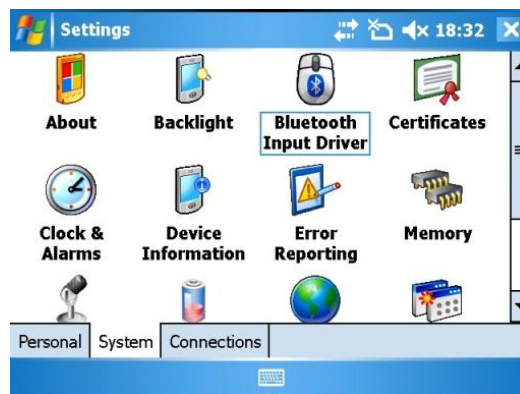 Settings 18:32
About Backlight Bluetooth Input Driver Certificates
Clock & Alarms Device Information Error Reporting Memory
Personal System Connections